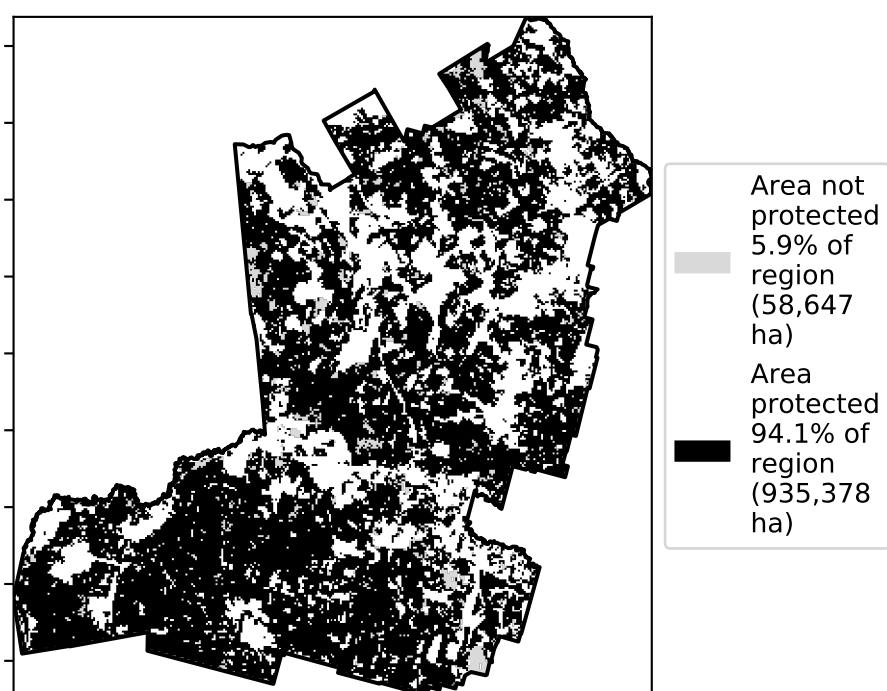 Area not
protected
5.9% of
region
(58,647
ha)
Area
protected
94.1% of
region
(935,378
ha)